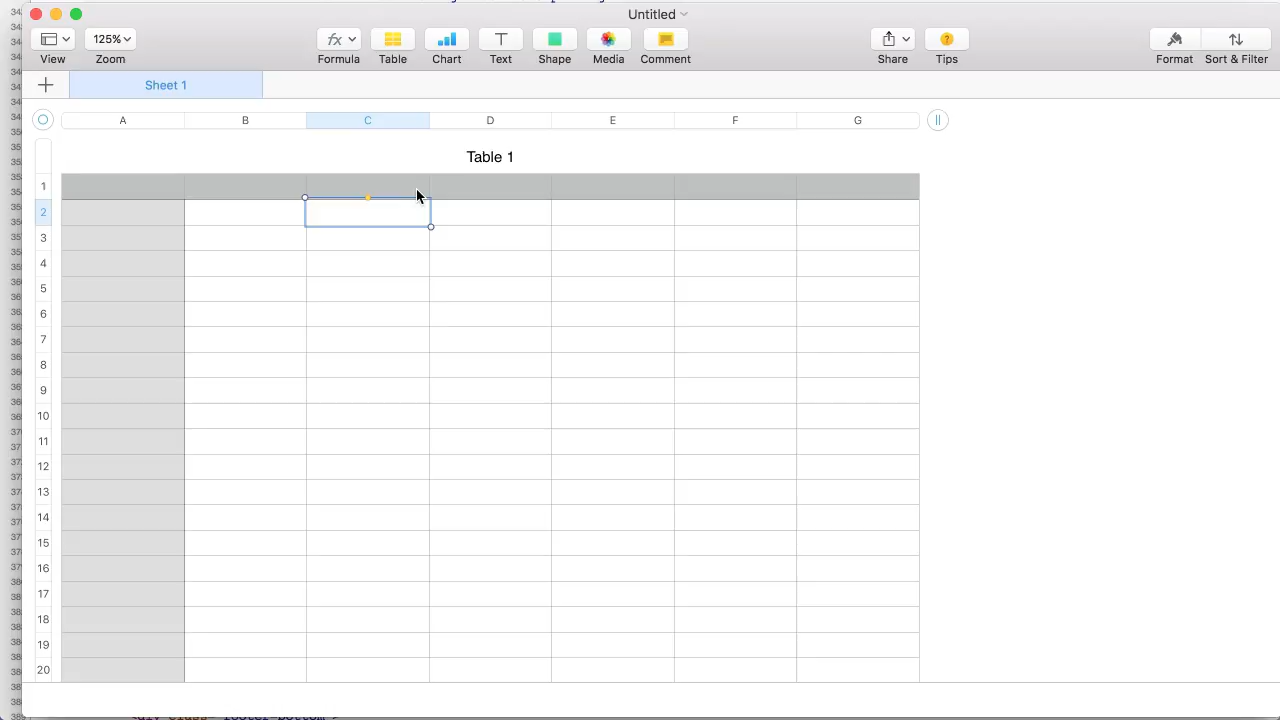 Untitled
125%
View
Zoom
Formula
Table
Chart
Text
Shape
Media
Comment
Share
Tips
Format
Sort & Filter
Sheet 1
A B C D E F G
Table 1
1
2
3
4
5
6
7
8
9
10
11
12
13
14
15
16
17
18
19
20